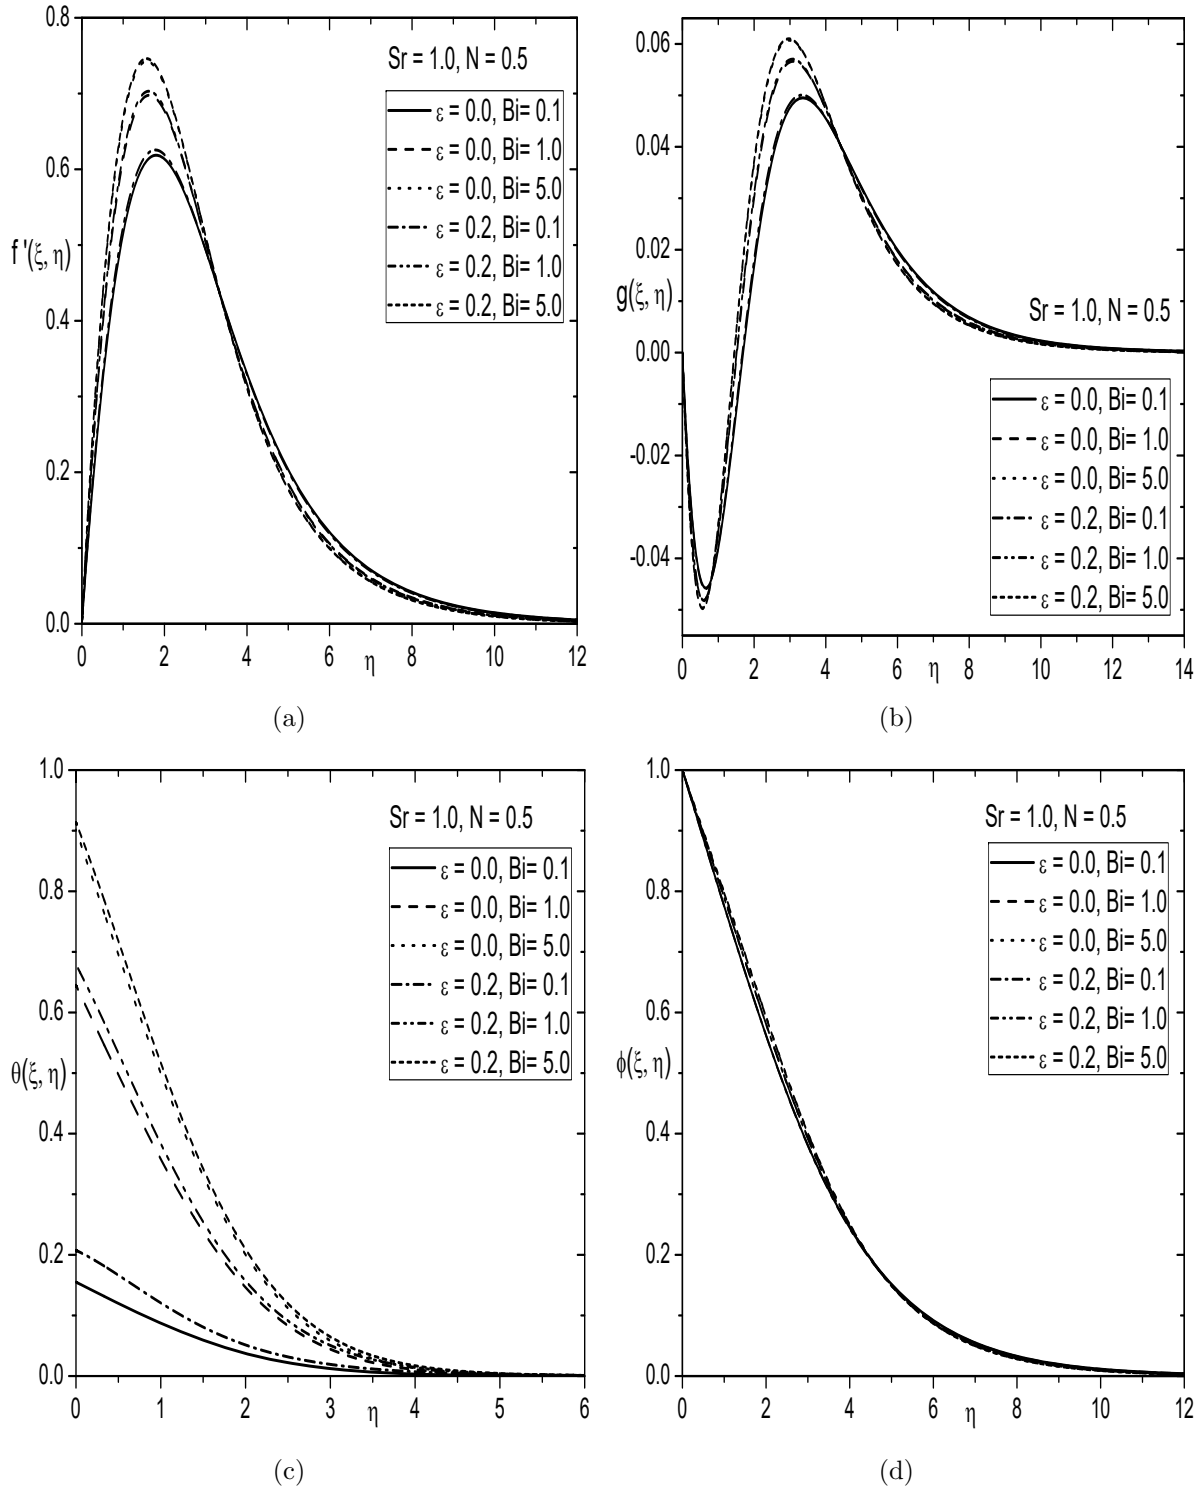 0.8
0.6
0.4
0.2
0.0
f '(ξ, η)
Sr = 1.0, N = 0.5
ε = 0.0, Bi= 0.1
ε = 0.0, Bi= 1.0
ε = 0.0, Bi= 5.0
ε = 0.2, Bi= 0.1
ε = 0.2, Bi= 1.0
ε = 0.2, Bi= 5.0
0 2 4 6 8 10 12
η
(a)
0.06
0.04
0.02
0.00
-0.02
-0.04
g(ξ, η)
Sr = 1.0, N = 0.5
ε = 0.0, Bi= 0.1
ε = 0.0, Bi= 1.0
ε = 0.0, Bi= 5.0
ε = 0.2, Bi= 0.1
ε = 0.2, Bi= 1.0
ε = 0.2, Bi= 5.0
0 2 4 6 η 8 10 12 14
(b)
1.0
0.8
0.6
0.4
0.2
0.0
θ(ξ, η)
Sr = 1.0, N = 0.5
ε = 0.0, Bi= 0.1
ε = 0.0, Bi= 1.0
ε = 0.0, Bi= 5.0
ε = 0.2, Bi= 0.1
ε = 0.2, Bi= 1.0
ε = 0.2, Bi= 5.0
0 1 2 3 4 5 6
η
(c)
1.0
0.8
0.6
0.4
0.2
0.0
ϕ(ξ, η)
Sr = 1.0, N = 0.5
ε = 0.0, Bi= 0.1
ε = 0.0, Bi= 1.0
ε = 0.0, Bi= 5.0
ε = 0.2, Bi= 0.1
ε = 0.2, Bi= 1.0
ε = 0.2, Bi= 5.0
0 2 4 6 8 10 12
η
(d)